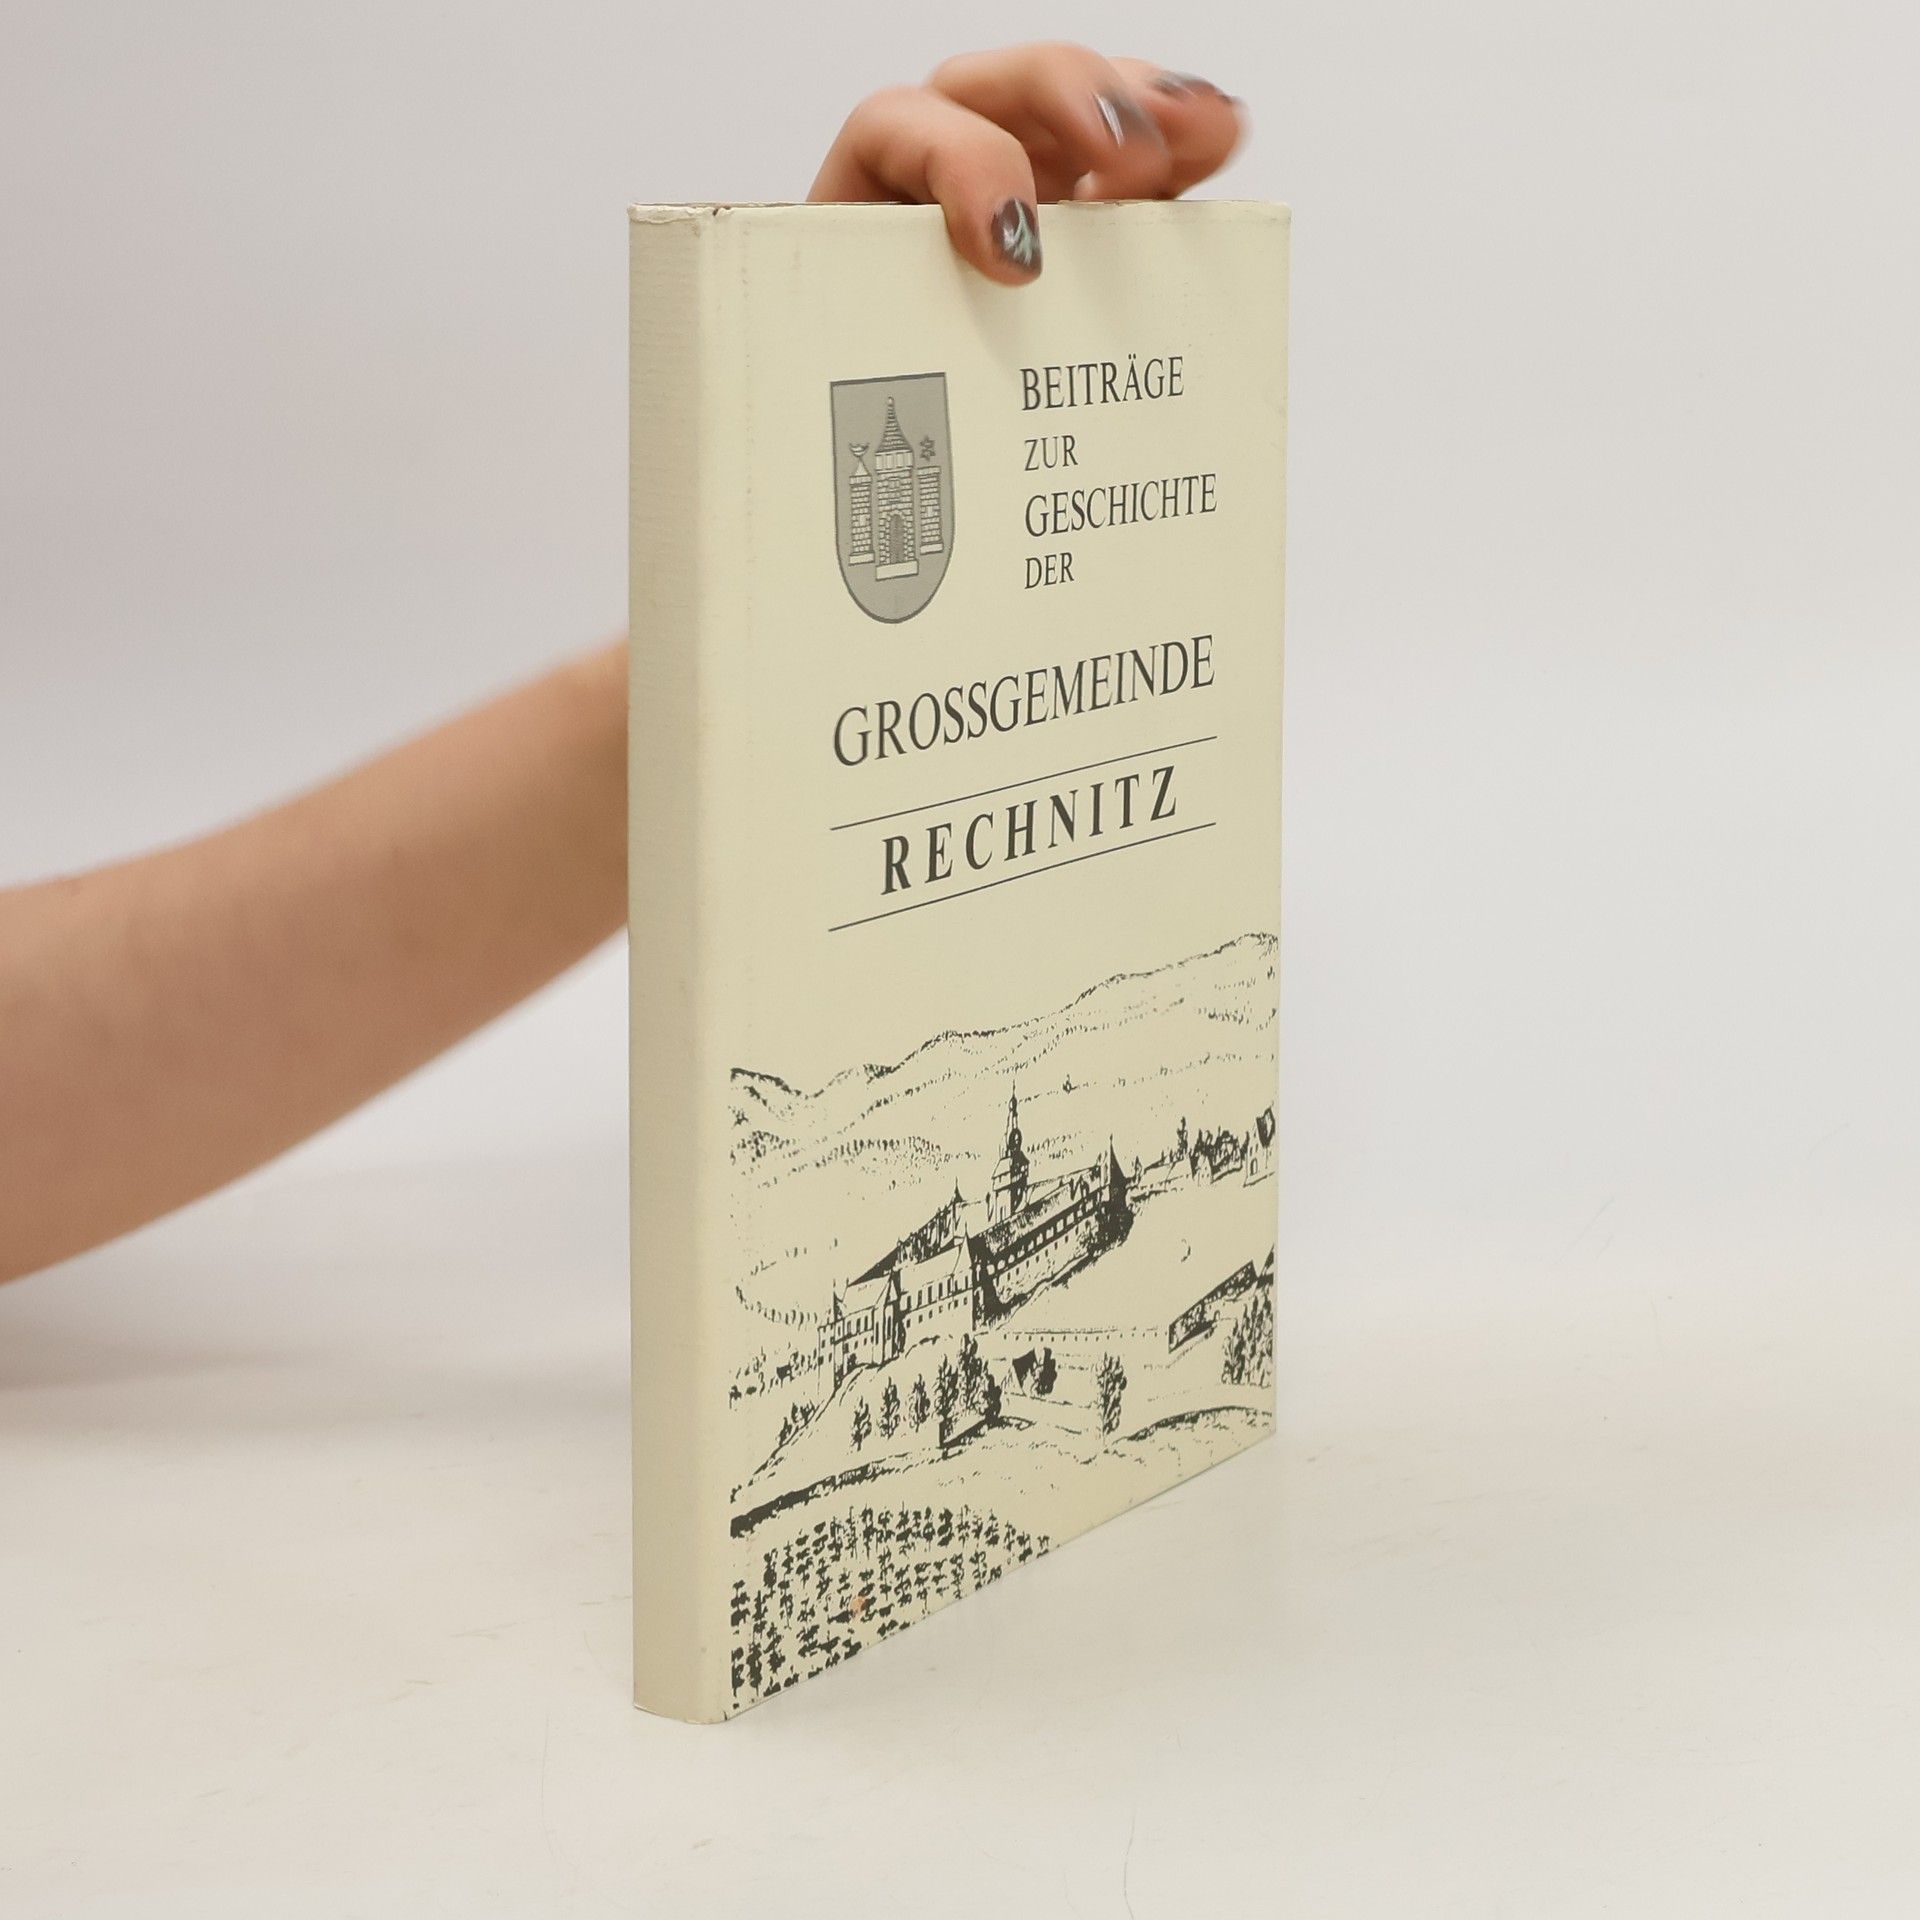 BEITRÄGE
ZUR
GESCHICHTE
DER
GROSSGEMEINDE
RECHNITZ